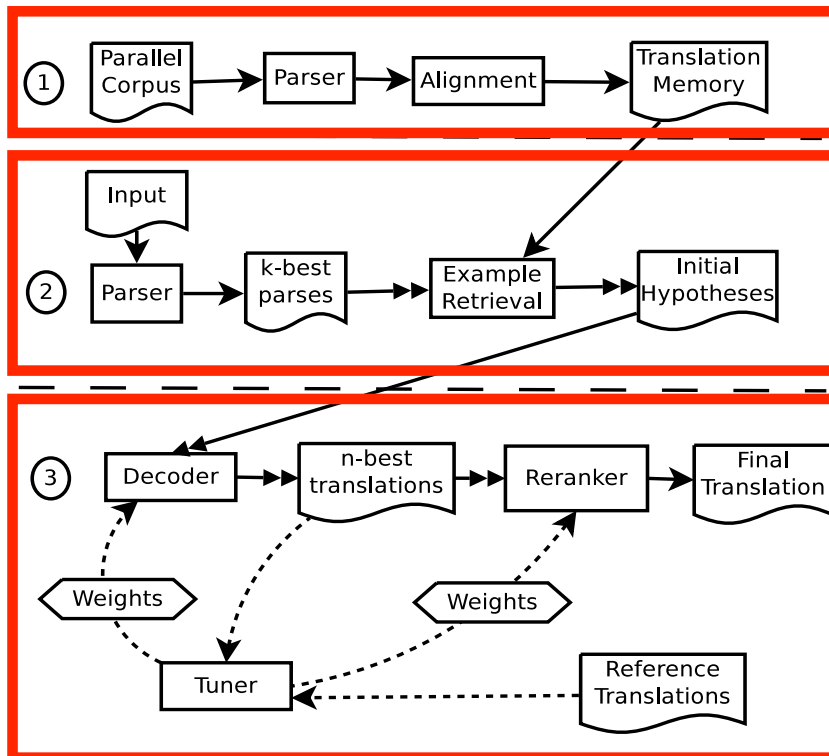 1
Parallel
Corpus
Parser
Alignment
Translation
Memory
2
Input
Parser
k-best
parses
Example
Retrieval
Initial
Hypotheses
3
Decoder
n-best
translations
Reranker
Final
Translation
Weights
Weights
Tuner
Reference
Translations